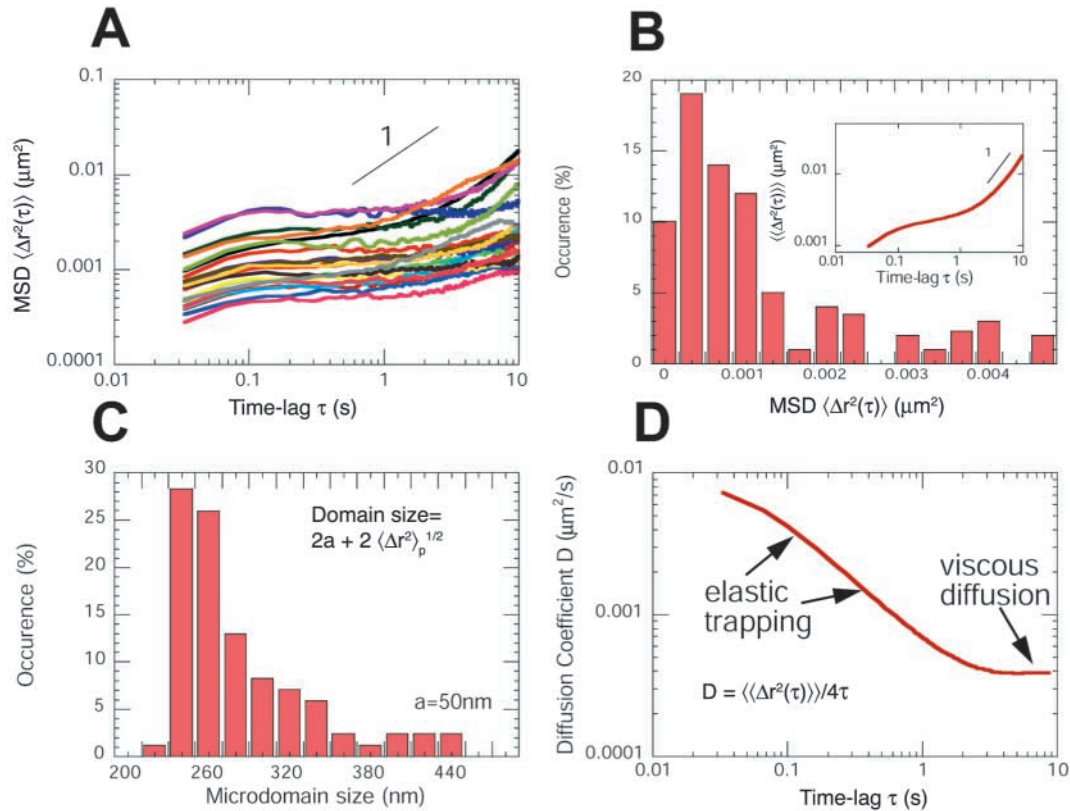 A
0.1
0.01
0.001
0.0001
MSD ⟨Δr²(τ)⟩ (μm²)
1
0.01
0.1
1
10
Time-lag τ (s)
B
20
15
10
5
0
Occurence (%)
0
0.001
0.002
0.003
0.004
MSD ⟨Δr²(τ)⟩ (μm²)
⟨⟨Δr²(τ)⟩⟩ (μm²)
0.01
0.001
1
0.1
1
10
Time-lag τ (s)
C
30
25
20
15
10
5
0
Occurence (%)
Domain size=
2a + 2 ⟨Δr²⟩ₚ^1/2
a=50nm
200
260
320
380
440
Microdomain size (nm)
D
0.01
0.001
0.0001
Diffusion Coefficient D (μm²/s)
elastic
trapping
viscous
diffusion
D = ⟨⟨Δr²(τ)⟩⟩/4τ
0.01
0.1
1
10
Time-lag τ (s)